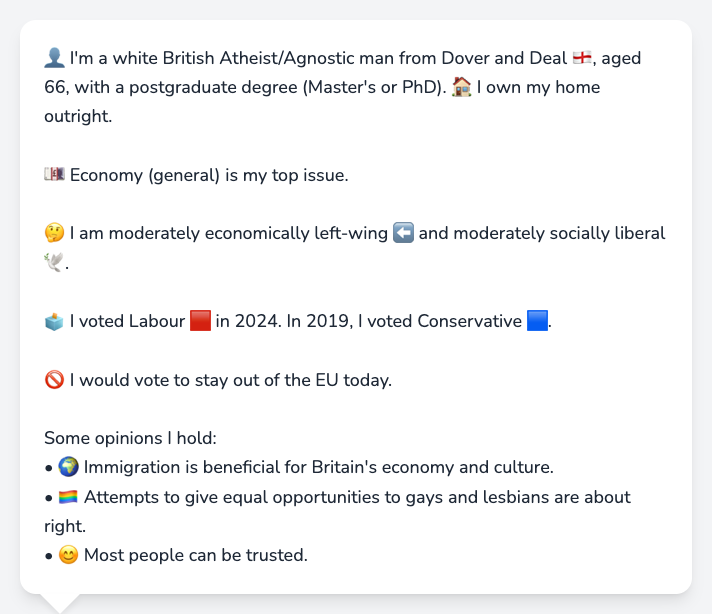 👤 I'm a white British Atheist/Agnostic man from Dover and Deal 🏴󠁧󠁢󠁥󠁮󠁧󠁿, aged
66, with a postgraduate degree (Master's or PhD). 🏠 I own my home
outright.
💷 Economy (general) is my top issue.
🤔 I am moderately economically left-wing ⬅️ and moderately socially liberal
🕊️.
🗳️ I voted Labour 🟥 in 2024. In 2019, I voted Conservative 🟦.
🚫 I would vote to stay out of the EU today.
Some opinions I hold:
• 🌍 Immigration is beneficial for Britain's economy and culture.
• 🏳️‍🌈 Attempts to give equal opportunities to gays and lesbians are about
right.
• 😊 Most people can be trusted.